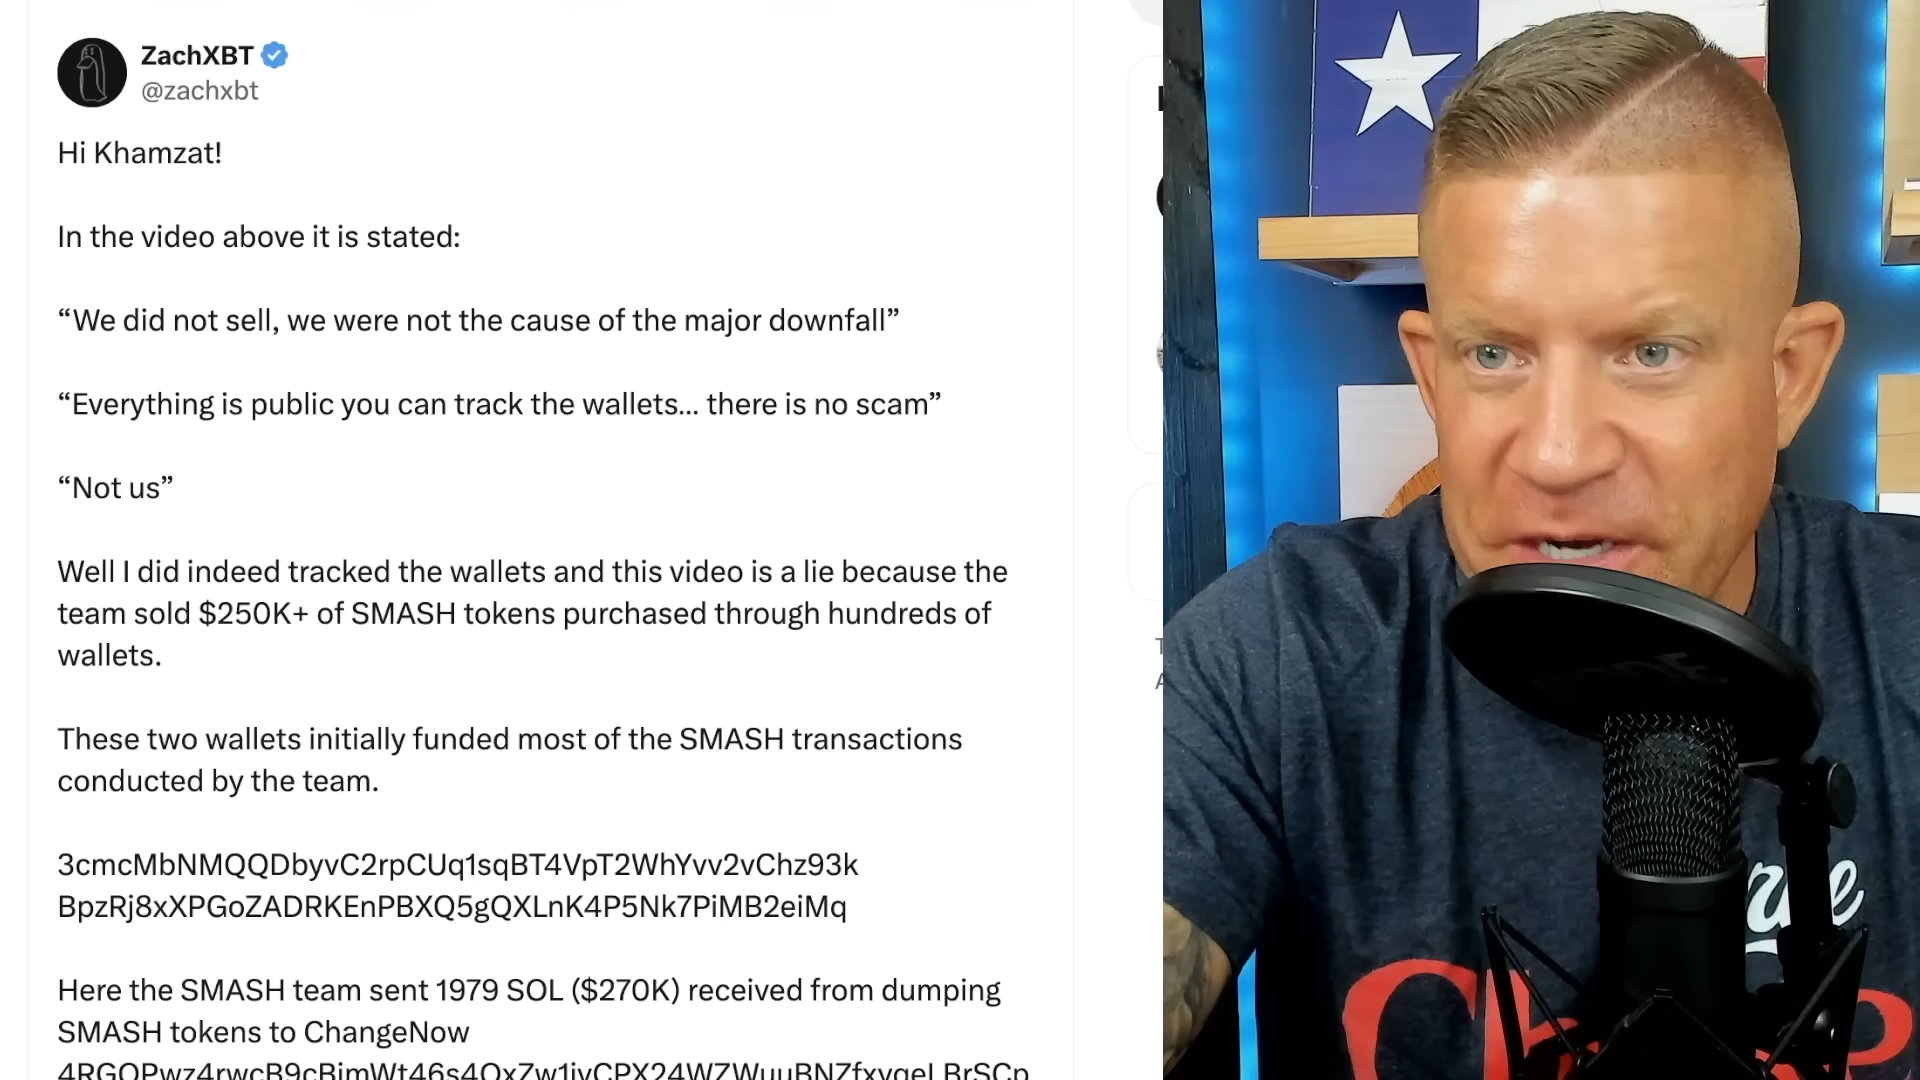 ZachXBT
@zachxbt
Hi Khamzat!
In the video above it is stated:
“We did not sell, we were not the cause of the major downfall”
“Everything is public you can track the wallets... there is no scam”
“Not us”
Well I did indeed tracked the wallets and this video is a lie because the
team sold $250K+ of SMASH tokens purchased through hundreds of
wallets.
These two wallets initially funded most of the SMASH transactions
conducted by the team.
3cmcMbNMQQDbyvC2rpCUq1sqBT4VpT2WhYvv2vChz93k
BpzRj8xXPGoZADRKEnPBXQ5gQXLnK4P5Nk7PiMB2eiMq
Here the SMASH team sent 1979 SOL ($270K) received from dumping
SMASH tokens to ChangeNow